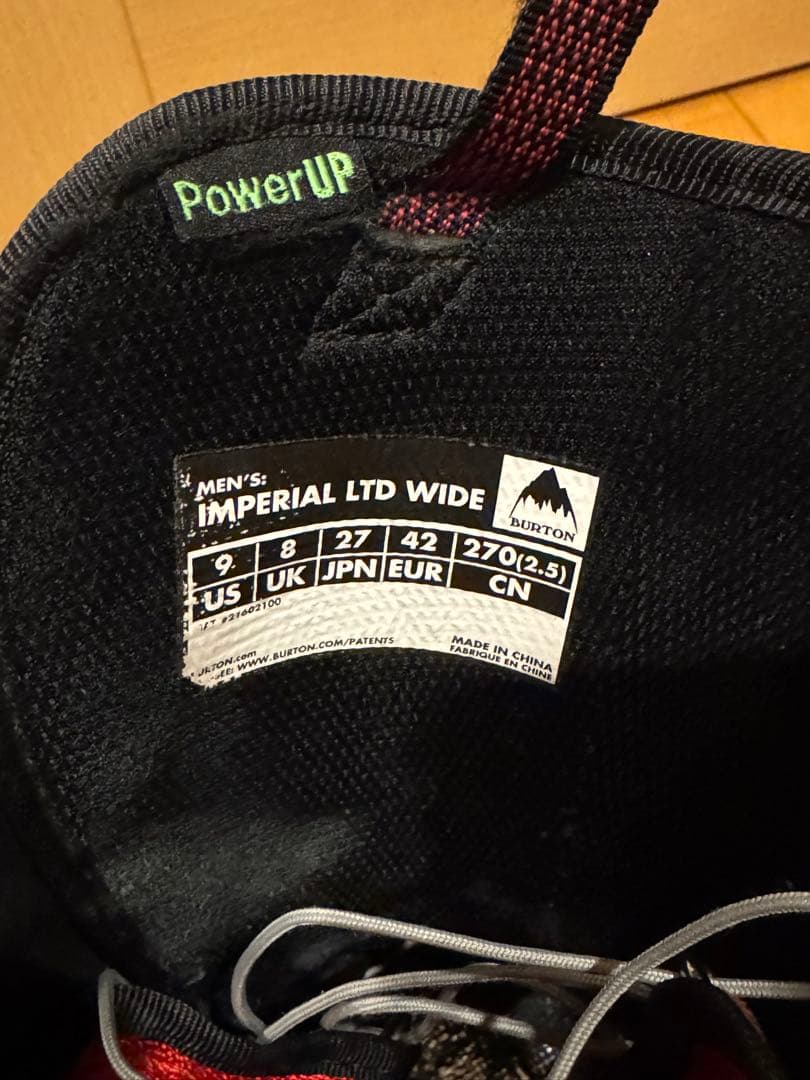 PowerUP
MEN'S:
IMPERIAL LTD WIDE
BURTON
9 8 27 42 270(2.5)
US UK JPN EUR CN
#21602100
WWW.BURTON.COM/PATENTS
MADE IN CHINA
FABRIQUE EN CHINE